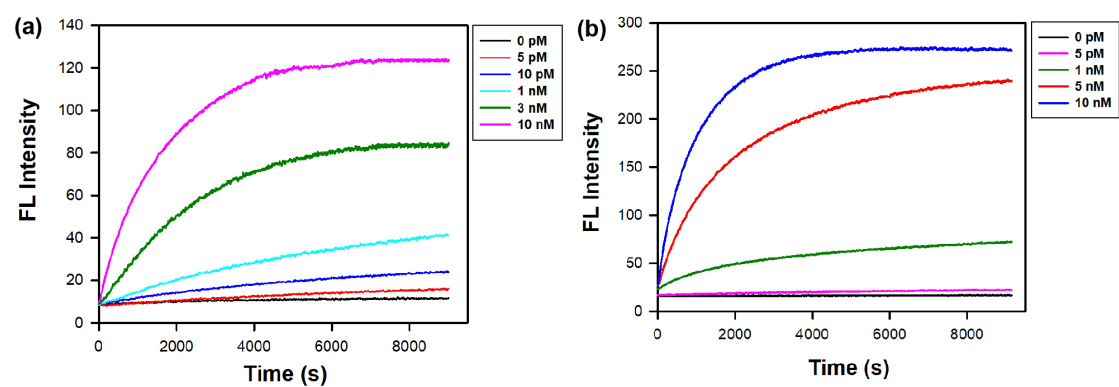 (a)
140
120
100
80
60
40
20
0
FL Intensity
0 2000 4000 6000 8000
Time (s)
0 pM
5 pM
10 pM
1 nM
3 nM
10 nM
(b)
300
250
200
150
100
50
0
FL Intensity
0 2000 4000 6000 8000
Time (s)
0 pM
5 pM
1 nM
5 nM
10 nM